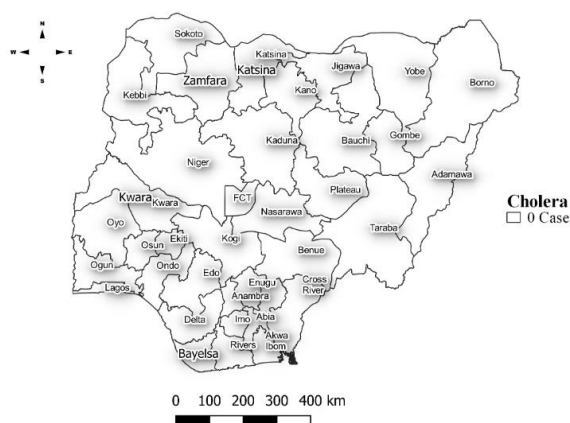 N
W E
S
Sokoto
Katsina
Zamfara
Katsina
Jigawa
Yobe
Borno
Kebbi
Kano
Kaduna
Bauchi
Gombe
Niger
Adamawa
Plateau
Kwara
Kwara
FCT
Nasarawa
Taraba
Oyo
Osun
Ekiti
Kogi
Benue
Ogun
Ondo
Edo
Enugu
Cross
River
Anambra
Lagos
Delta
Imo
Abia
Akwa
Ibom
Bayelsa
Rivers
Cholera
0 Case
0 100 200 300 400 km